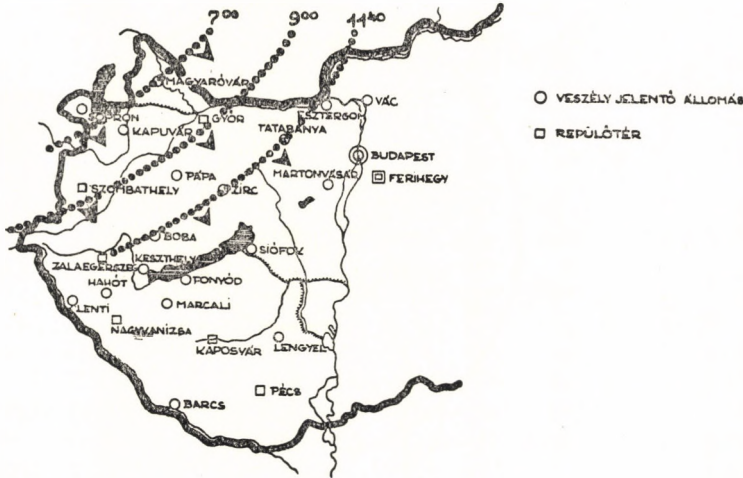 7⁰⁰
9⁰⁰
11⁴⁰
MAGYARÓVÁR
SOPRON
KAPUVÁR
GYŐR
ESZTERGOM
VÁC
TATABÁNYA
BUDAPEST
FERIHEGY
SZOMBATHELY
PÁPA
ZIRC
MARTONVÁSÁR
BOBA
SIÓFOK
ZALAEGERSZEG
KESZTHELY
HAHÓT
FONYÓD
LENTI
MARCALI
NAGYKANIZSA
KAPOSVÁR
LENGYEL
BARCS
PÉCS
VESZÉLY JELENTŐ ÁLLOMÁS
REPÜLŐTÉR